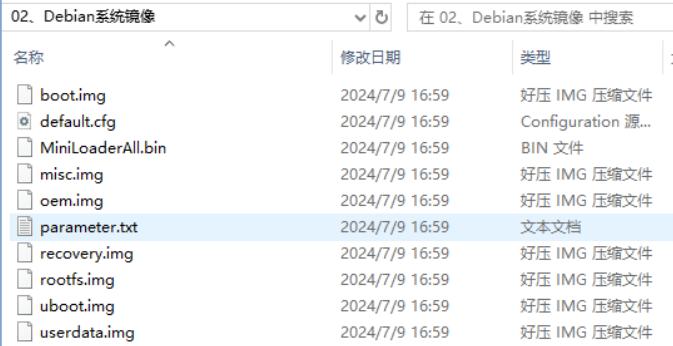 02、Debian系统镜像 在 02、Debian系统镜像 中搜索
名称 修改日期 类型
boot.img 2024/7/9 16:59 好压 IMG 压缩文件
default.cfg 2024/7/9 16:59 Configuration 源...
MiniLoaderAll.bin 2024/7/9 16:59 BIN 文件
misc.img 2024/7/9 16:59 好压 IMG 压缩文件
oem.img 2024/7/9 16:59 好压 IMG 压缩文件
parameter.txt 2024/7/9 16:59 文本文档
recovery.img 2024/7/9 16:59 好压 IMG 压缩文件
rootfs.img 2024/7/9 16:59 好压 IMG 压缩文件
uboot.img 2024/7/9 16:59 好压 IMG 压缩文件
userdata.img 2024/7/9 16:59 好压 IMG 压缩文件